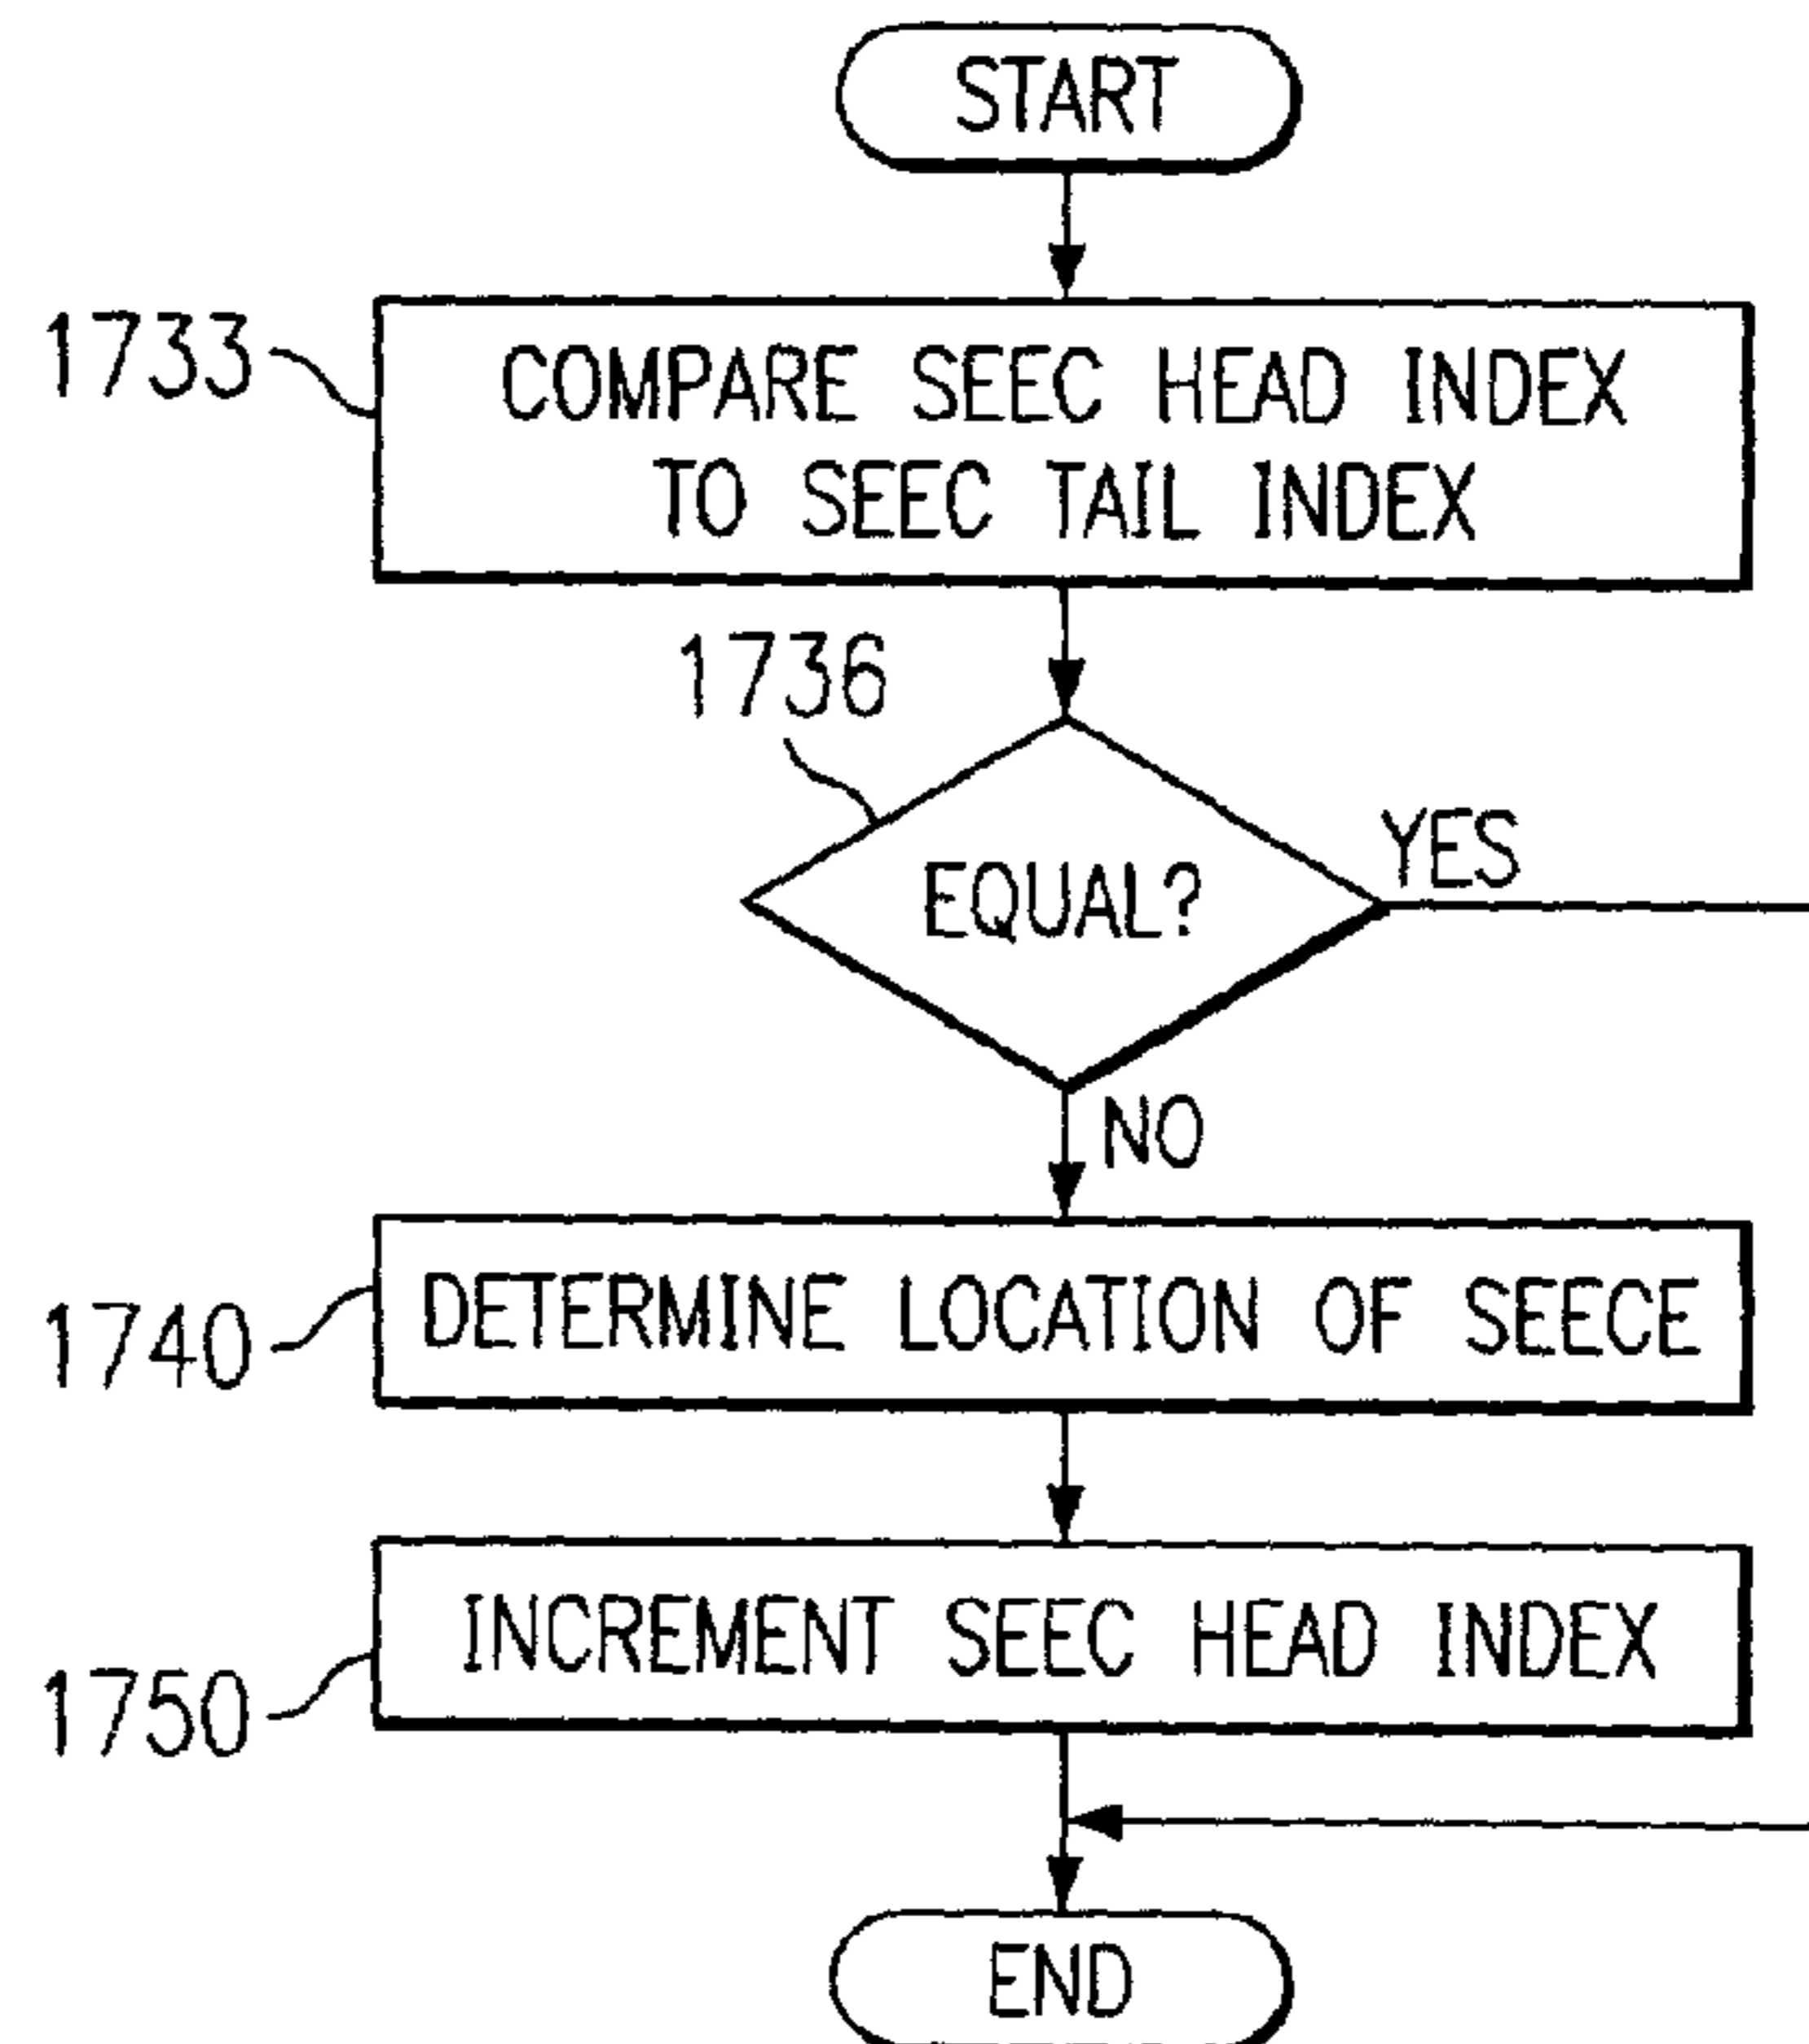 START
1733
COMPARE SEEC HEAD INDEX
TO SEEC TAIL INDEX
1736
EQUAL?
YES
NO
1740
DETERMINE LOCATION OF SEECE
1750
INCREMENT SEEC HEAD INDEX
END